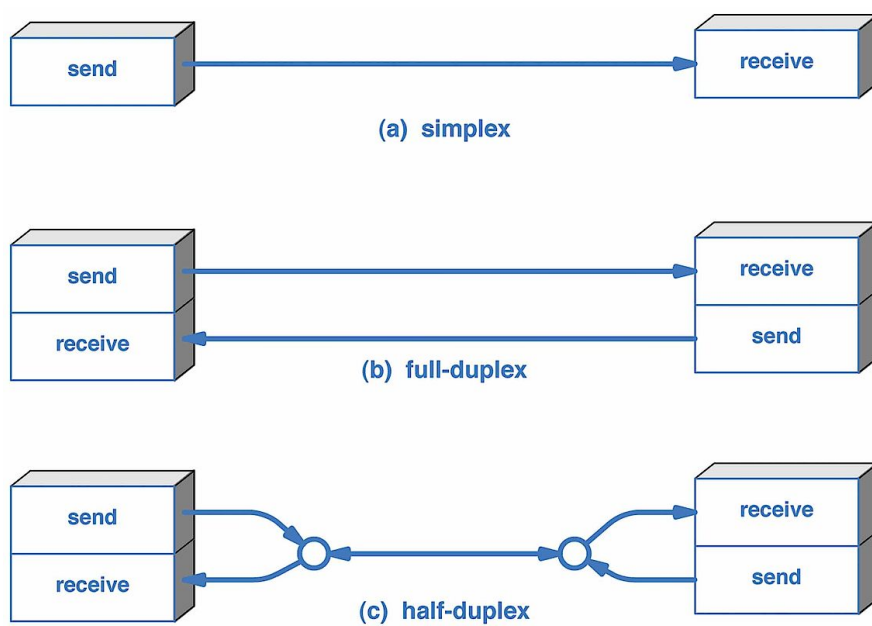 send
receive
(a) simplex
send
receive
receive
send
(b) full-duplex
send
receive
receive
send
(c) half-duplex